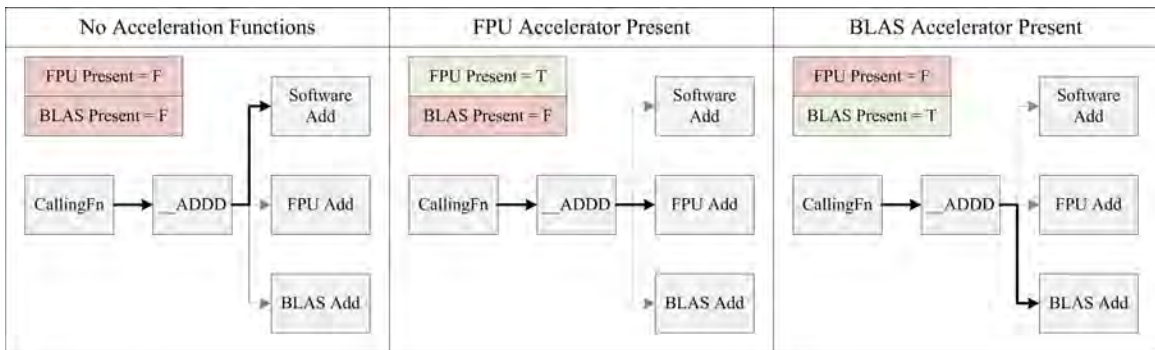 No Acceleration Functions
FPU Present = F
BLAS Present = F
Software
Add
CallingFn
__ADDD
FPU Add
BLAS Add
FPU Accelerator Present
FPU Present = T
BLAS Present = F
Software
Add
CallingFn
__ADDD
FPU Add
BLAS Add
BLAS Accelerator Present
FPU Present = F
BLAS Present = T
Software
Add
CallingFn
__ADDD
FPU Add
BLAS Add